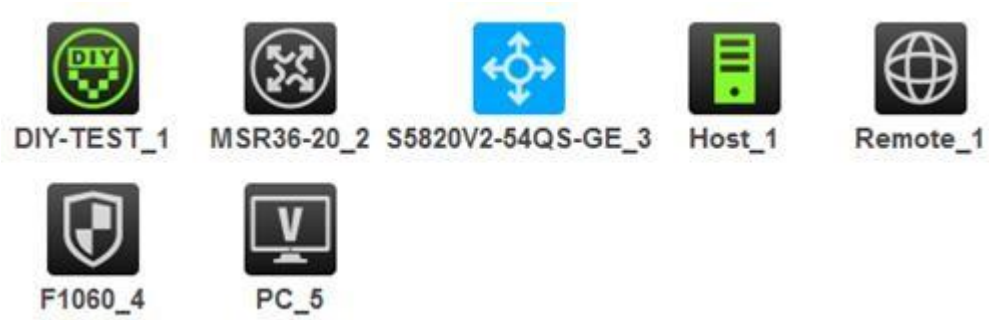 DIY
DIY-TEST_1
MSR36-20_2
S5820V2-54QS-GE_3
Host_1
Remote_1
F1060_4
V
PC_5